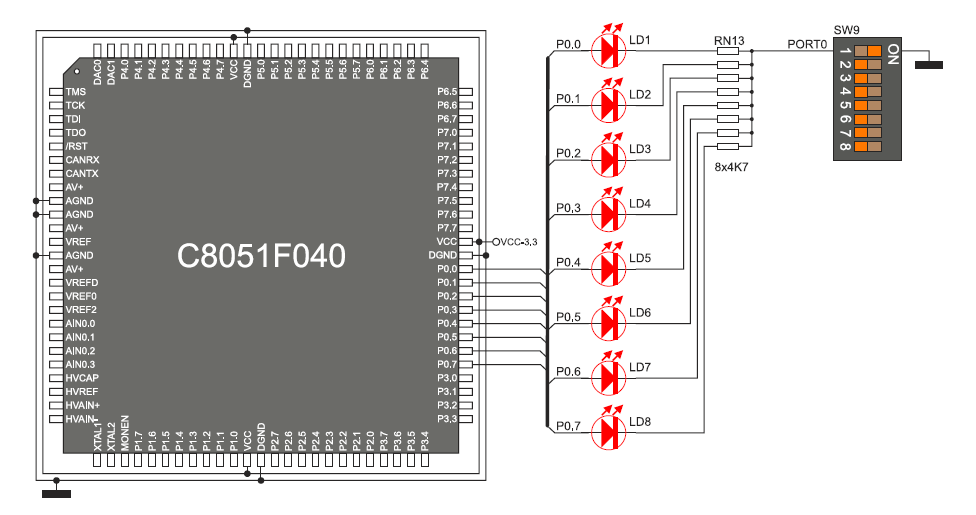 DAC0
DAC1
P4.0
P4.1
P4.2
P4.3
P4.4
P4.5
P4.6
P4.7
VCC
DGND
P5.0
P5.1
P5.2
P5.3
P5.4
P5.5
P5.6
P5.7
P6.0
P6.1
P6.2
P6.3
P6.4
TMS
TCK
TDI
TDO
/RST
CANRX
CANTX
AV+
AGND
AGND
AV+
VREF
AGND
AV+
VREFD
VREF0
VREF2
AIN0.0
AIN0.1
AIN0.2
AIN0.3
HVCAP
HVREF
HVAIN+
HVAIN-
C8051F040
P6.5
P6.6
P6.7
P7.0
P7.1
P7.2
P7.3
P7.4
P7.5
P7.6
P7.7
VCC
DGND
P0.0
P0.1
P0.2
P0.3
P0.4
P0.5
P0.6
P0.7
P3.0
P3.1
P3.2
P3.3
XTAL1
XTAL2
MONEN
P1.7
P1.6
P1.5
P1.4
P1.3
P1.2
P1.1
P1.0
VCC
DGND
P2.7
P2.6
P2.5
P2.4
P2.3
P2.2
P2.1
P2.0
P3.7
P3.6
P3.5
P3.4
VCC-3,3
P0.0 LD1
P0.1 LD2
P0.2 LD3
P0.3 LD4
P0.4 LD5
P0.5 LD6
P0.6 LD7
P0.7 LD8
RN13
8x4K7
PORT0
SW9
ON
1
2
3
4
5
6
7
8